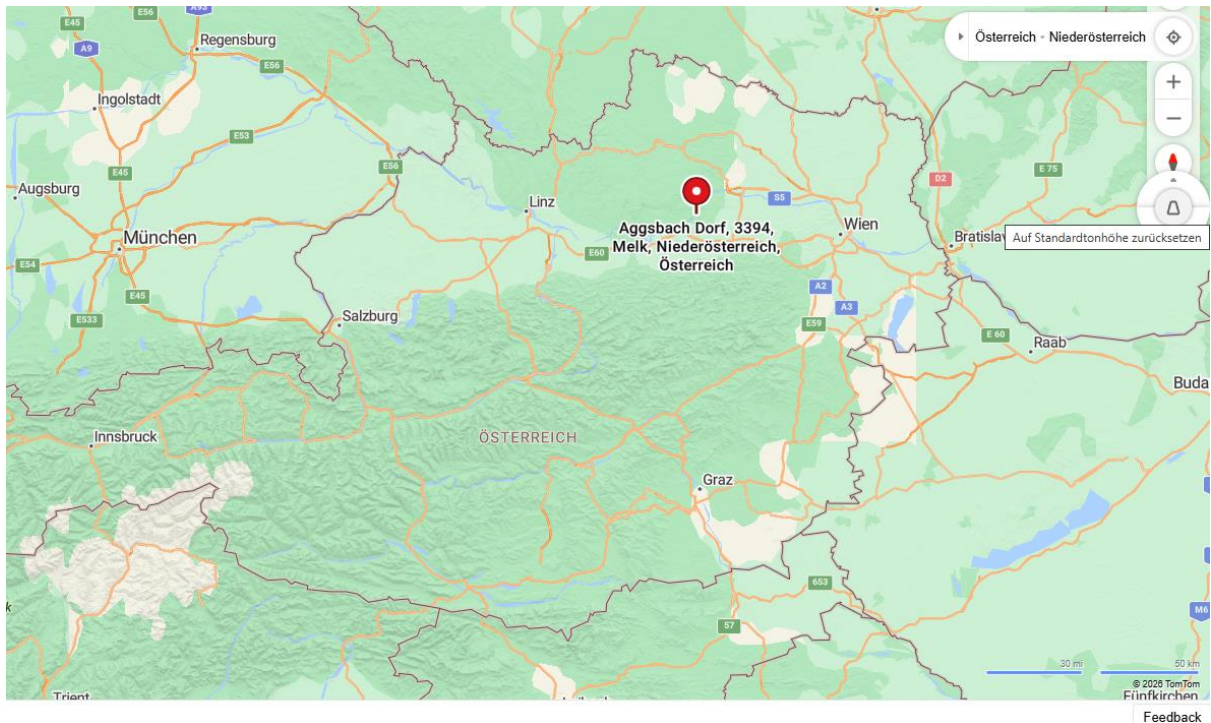 E45
E56
A93
A9
Regensburg
E56
Österreich • Niederösterreich
Ingolstadt
E53
E56
E45
E 75
D2
Augsburg
S5
Linz
Wien
München
Aggsbach Dorf, 3394,
Melk, Niederösterreich,
Österreich
Bratislav
Auf Standardtonhöhe zurücksetzen
E60
E54
A2
E45
A3
E533
Salzburg
E59
E 60
Raab
Buda
Innsbruck
ÖSTERREICH
Graz
653
57
M6
30 mi
50 km
© 2026 TomTom
Trient
Fünfkirchen
Feedback